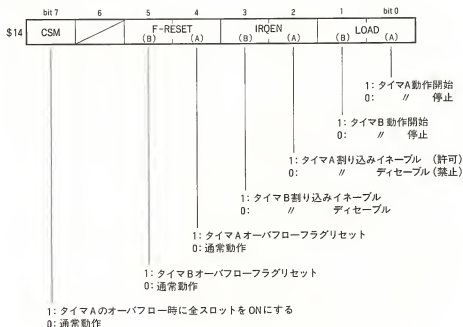 bit 7 6 5 4 3 2 1 bit 0
$14 CSM F-RESET IRQEN LOAD
(B) (A) (B) (A) (B) (A)
1: タイマA動作開始
0: 〃 停止
1: タイマB動作開始
0: 〃 停止
1: タイマA割り込みイネーブル (許可)
0: 〃 ディセーブル(禁止)
1: タイマB割り込みイネーブル
0: 〃 ディセーブル
1: タイマAオーバフローフラグリセット
0: 通常動作
1: タイマBオーバフローフラグリセット
0: 通常動作
1: タイマAのオーバフロー時に全スロットをONにする
0: 通常動作